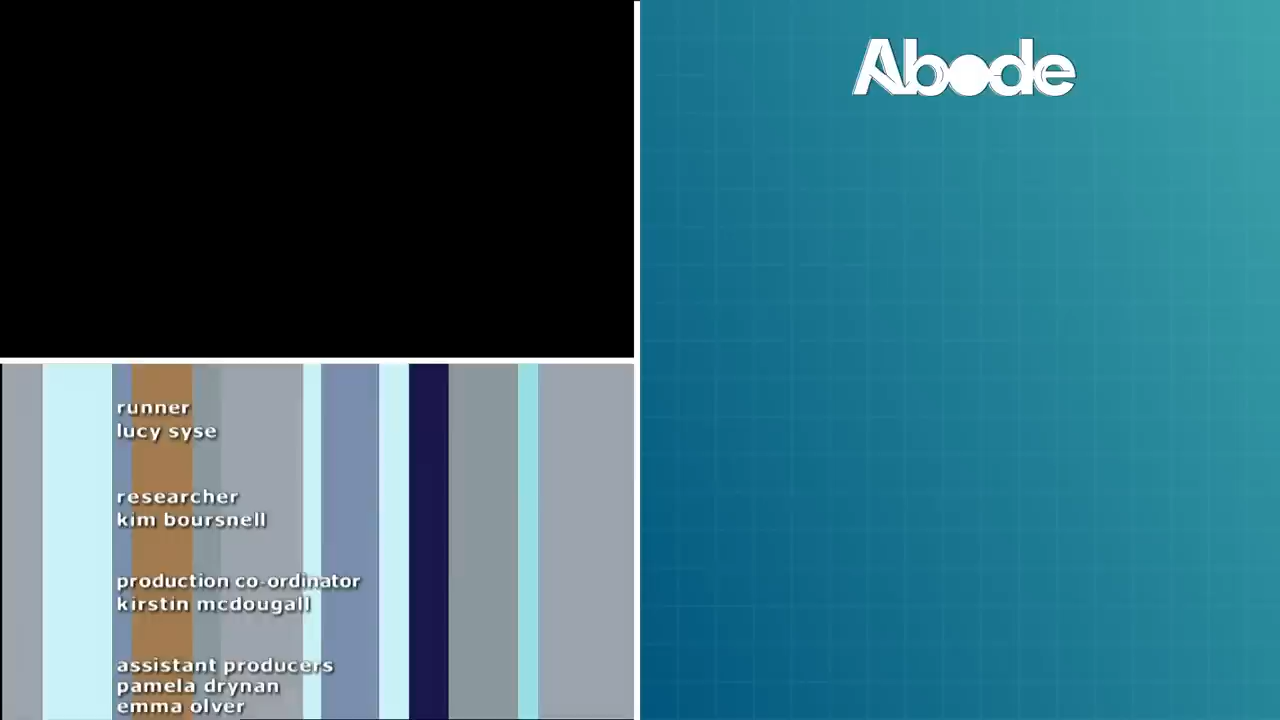 Abode
runner
lucy syse
researcher
kim boursnell
production co-ordinator
kirstin mcdougall
assistant producers
pamela drynan
emma olver